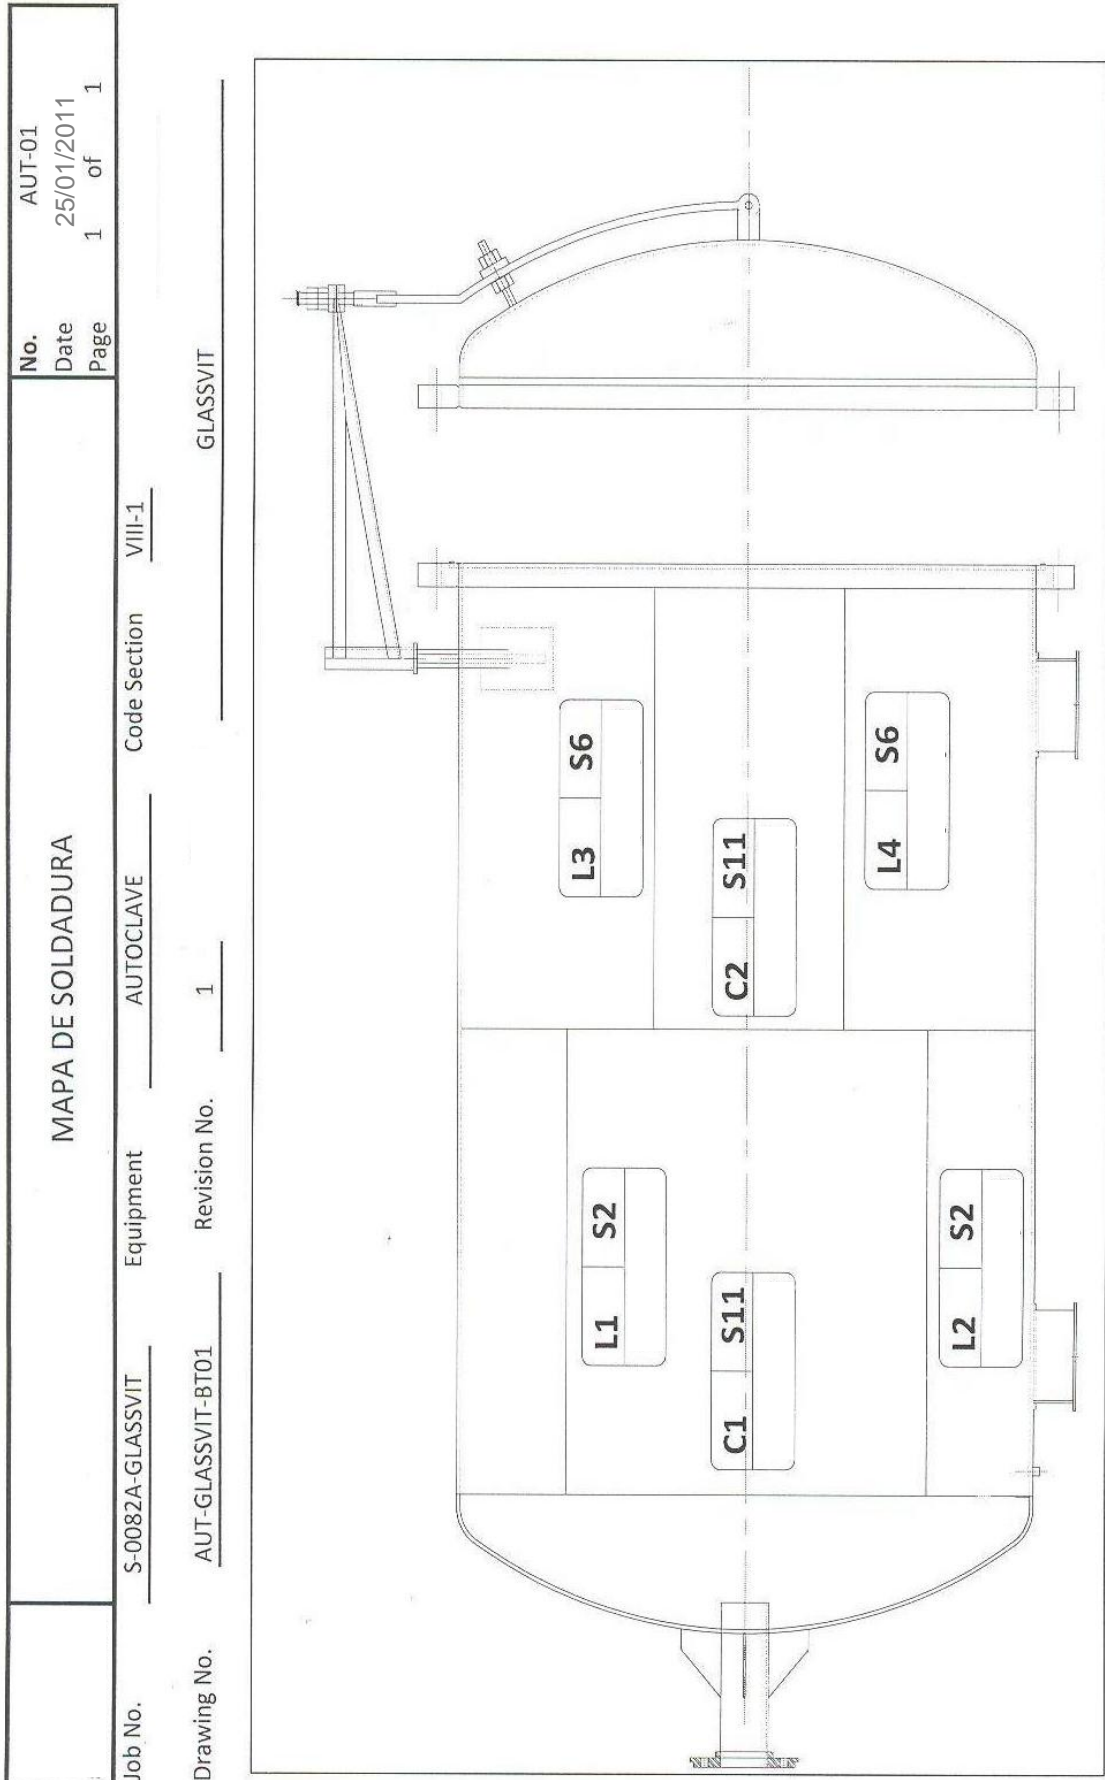 MAPA DE SOLDADURA
No. AUT-01
Date 25/01/2011
Page 1 of 1
Job No. S-0082A-GLASSVIT Equipment AUTOCLAVE Code Section VIII-1
Drawing No. AUT-GLASSVIT-BT01 Revision No. 1 GLASSVIT
L3 S6
L1 S2
C2 S11
C1 S11
L4 S6
L2 S2